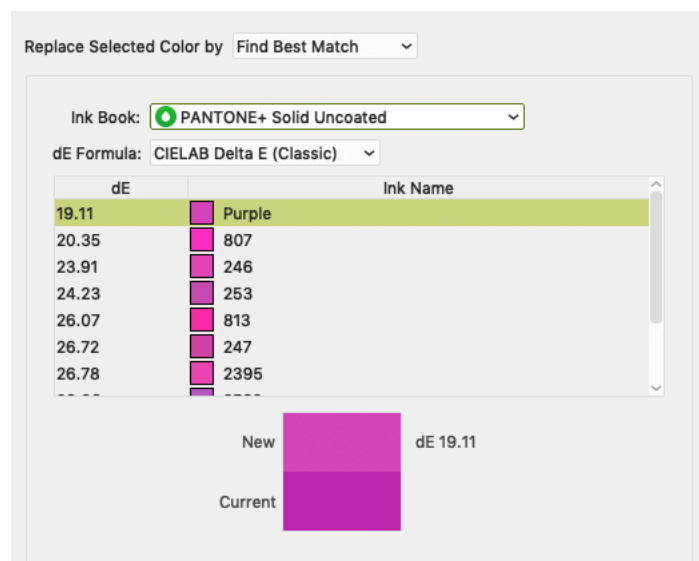 Replace Selected Color by Find Best Match
Ink Book: PANTONE+ Solid Uncoated
dE Formula: CIELAB Delta E (Classic)
dE Ink Name
19.11 Purple
20.35 807
23.91 246
24.23 253
26.07 813
26.72 247
26.78 2395
New dE 19.11
Current